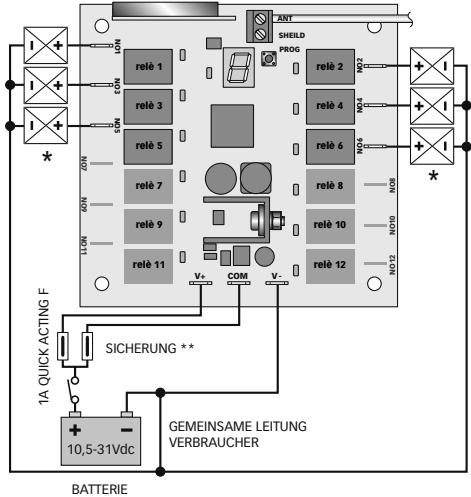 ANT
SHEILD
PROG
8
NO1
NO3
NO5
NO7
NO9
NO11
relè 1
relè 3
relè 5
relè 7
relè 9
relè 11
relè 2
relè 4
relè 6
relè 8
relè 10
relè 12
NO2
NO4
NO6
NO8
NO10
NO12
- +
- +
- +
*
- +
- +
- +
*
V+ COM V-
1A QUICK ACTING F
SICHERUNG **
+ -
10,5-31Vdc
GEMEINSAME LEITUNG
VERBRAUCHER
BATTERIE